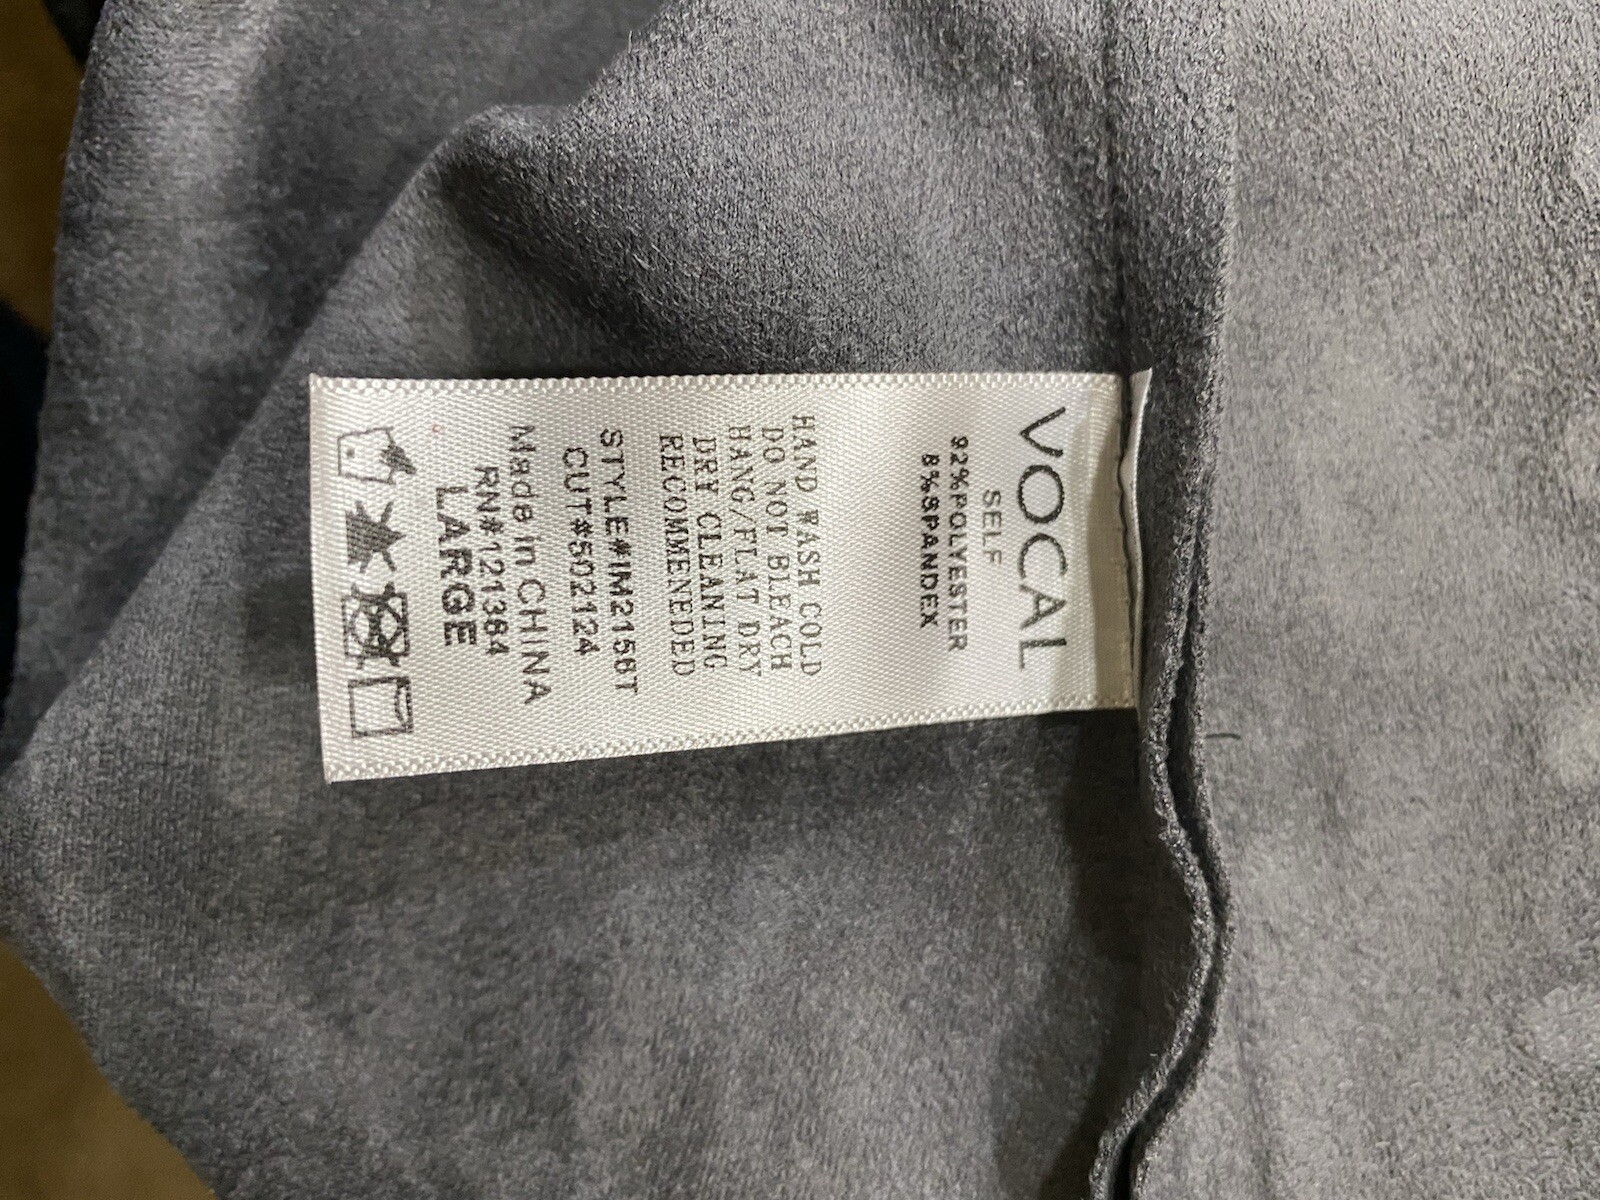 VOCAL
SELF
92%POLYESTER
8%SPANDEX
HAND WASH COLD
DO NOT BLEACH
HANG/FLAT DRY
DRY CLEANING
RECOMMENEDED
STYLE#IM2156T
CUT#502124
Made in CHINA
RN#121364
LARGE